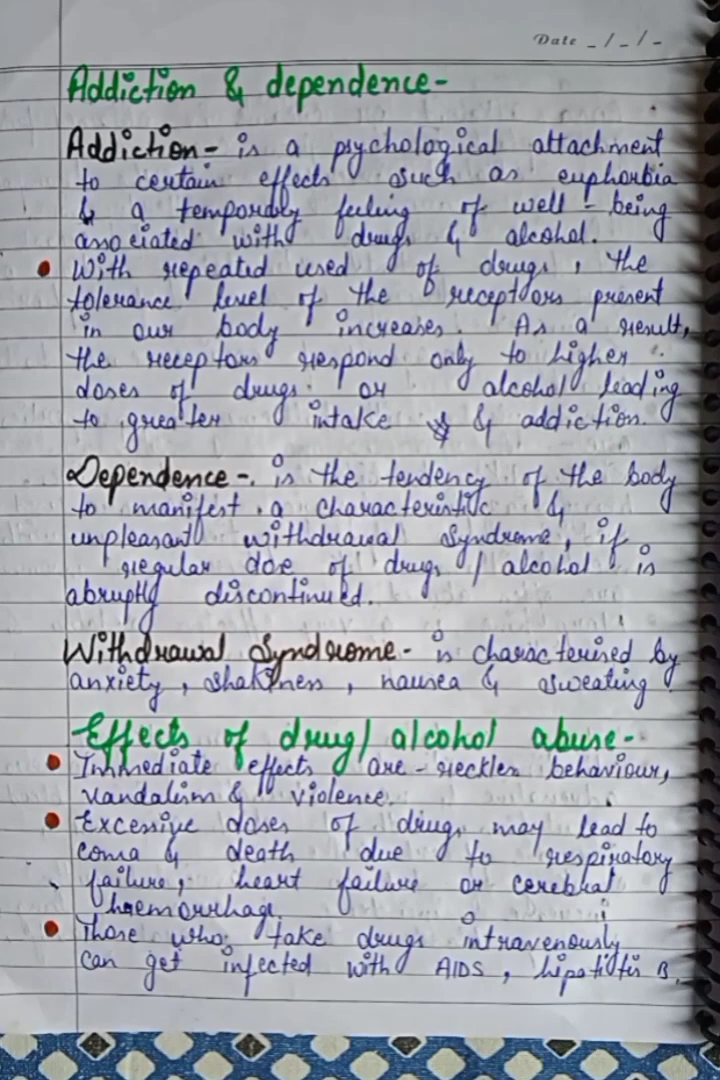 Date _/_/_
Addiction & dependence-
Addiction- is a psychological attachment
to certain effects such as euphorbia
& a temporarly feeling of well-being
associated with drugs & alcohol.
With repeated used of drugs, the
tolerance level of the receptors present
in our body increases. As a result,
the receptors respond only to higher
doses of drugs or alcohol leading
to greater intake & addiction.
Dependence-. is the tendency of the body
to manifest a characteristic &
unpleasant withdrawal syndrome, if
regular dose of drugs / alcohol is
abruptly discontinued.
Withdrawal Syndrome- is characterised by
anxiety, shakiness, nausea & sweating
Effects of drug/ alcohol abuse-
Immediate effects are - reckless behaviour,
vandalism & violence.
Excessive doses of drugs may lead to
coma & death due to respiratory
failure, heart failure or cerebral
haemorrhage.
Those who take drugs intravenously
can get infected with AIDS, hipatitis B.